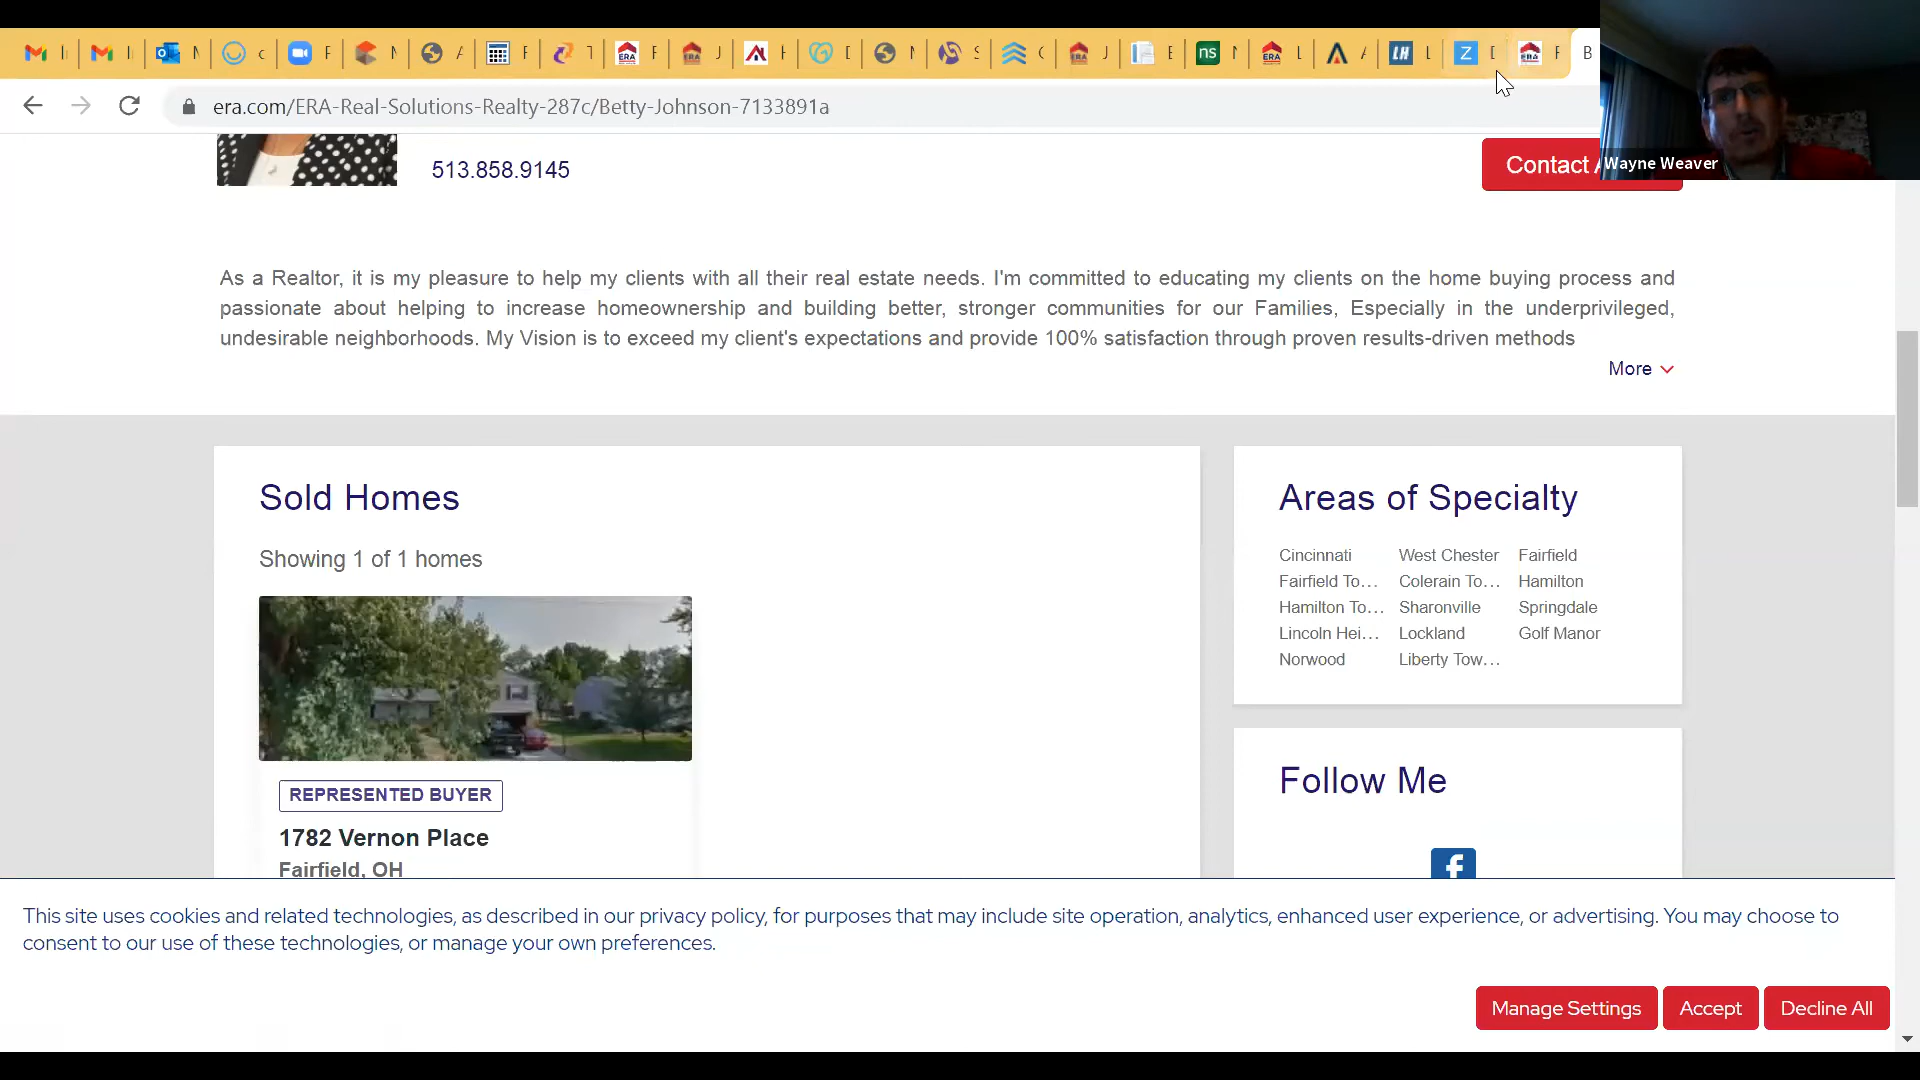 era.com/ERA-Real-Solutions-Realty-287c/Betty-Johnson-7133891a
Wayne Weaver
513.858.9145
Contact
As a Realtor, it is my pleasure to help my clients with all their real estate needs. I'm committed to educating my clients on the home buying process and
passionate about helping to increase homeownership and building better, stronger communities for our Families, Especially in the underprivileged,
undesirable neighborhoods. My Vision is to exceed my client's expectations and provide 100% satisfaction through proven results-driven methods
More
Sold Homes
Showing 1 of 1 homes
REPRESENTED BUYER
1782 Vernon Place
Fairfield, OH
Areas of Specialty
Cincinnati West Chester Fairfield
Fairfield To... Colerain To... Hamilton
Hamilton To... Sharonville Springdale
Lincoln Hei... Lockland Golf Manor
Norwood Liberty Tow...
Follow Me
This site uses cookies and related technologies, as described in our privacy policy, for purposes that may include site operation, analytics, enhanced user experience, or advertising. You may choose to
consent to our use of these technologies, or manage your own preferences.
Manage Settings Accept Decline All